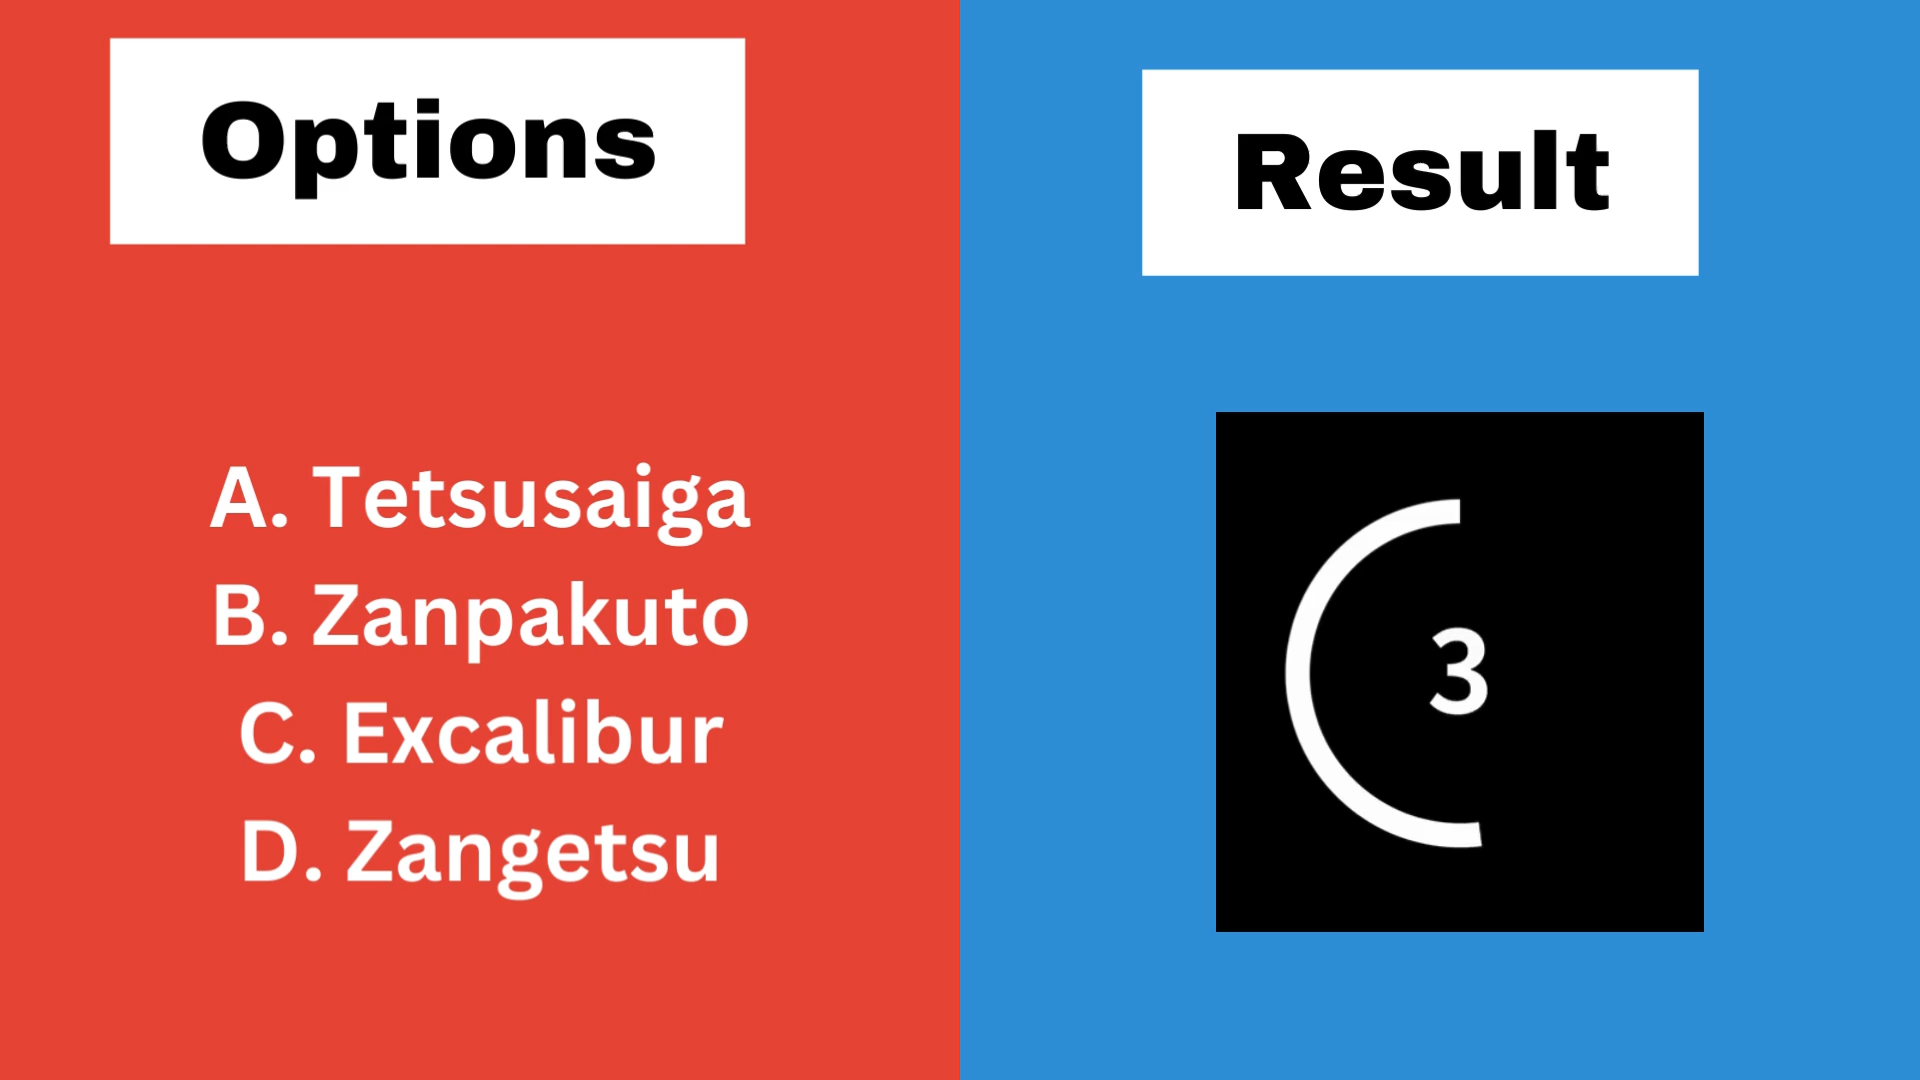 Options
A. Tetsusaiga
B. Zanpakuto
C. Excalibur
D. Zangetsu
Result
3